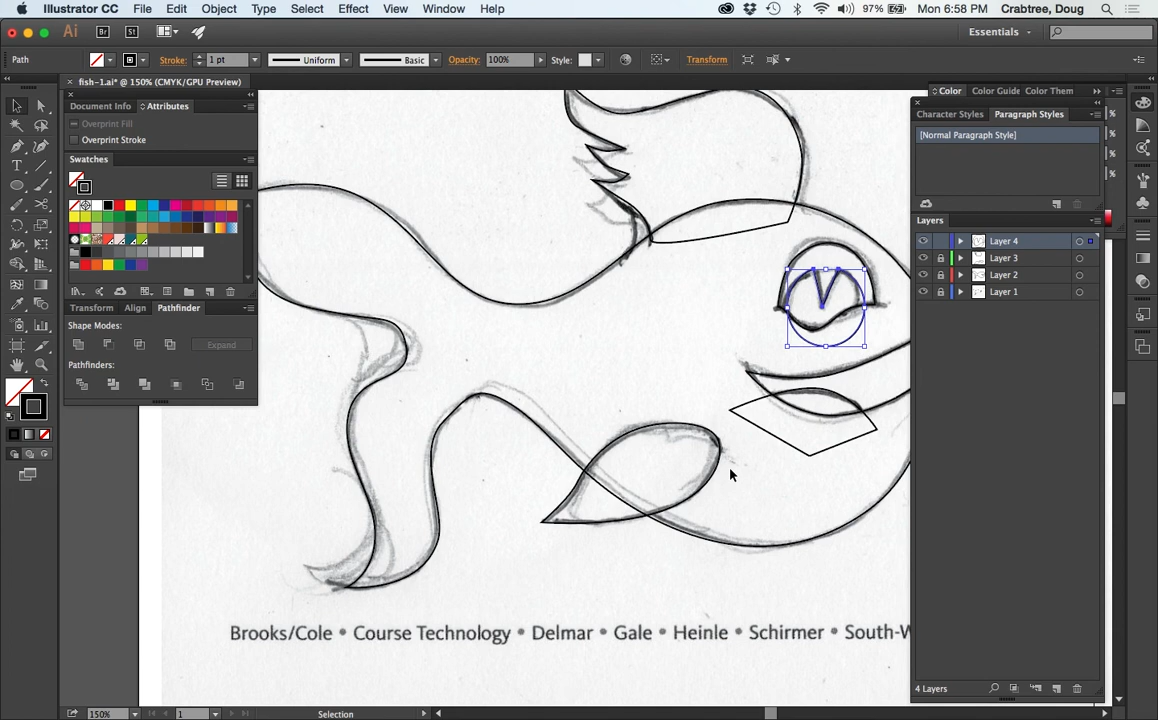 Illustrator CC File Edit Object Type Select Effect View Window Help 97% Mon 6:58 PM Crabtree, Doug
Ai Br St Essentials
Path Stroke: 1 pt Uniform Basic Opacity: 100% Style: Transform
fish-1.ai* @ 150% (CMYK/GPU Preview)
Document Info Attributes
Overprint Fill
Overprint Stroke
Swatches
Transform Align Pathfinder
Shape Modes:
Expand
Pathfinders:
Color Color Guide Color Them
Character Styles Paragraph Styles
[Normal Paragraph Style]
%
%
%
%
Layers
Layer 4
Layer 3
Layer 2
Layer 1
4 Layers
Brooks/Cole • Course Technology • Delmar • Gale • Heinle • Schirmer • South-W
150% 1 Selection